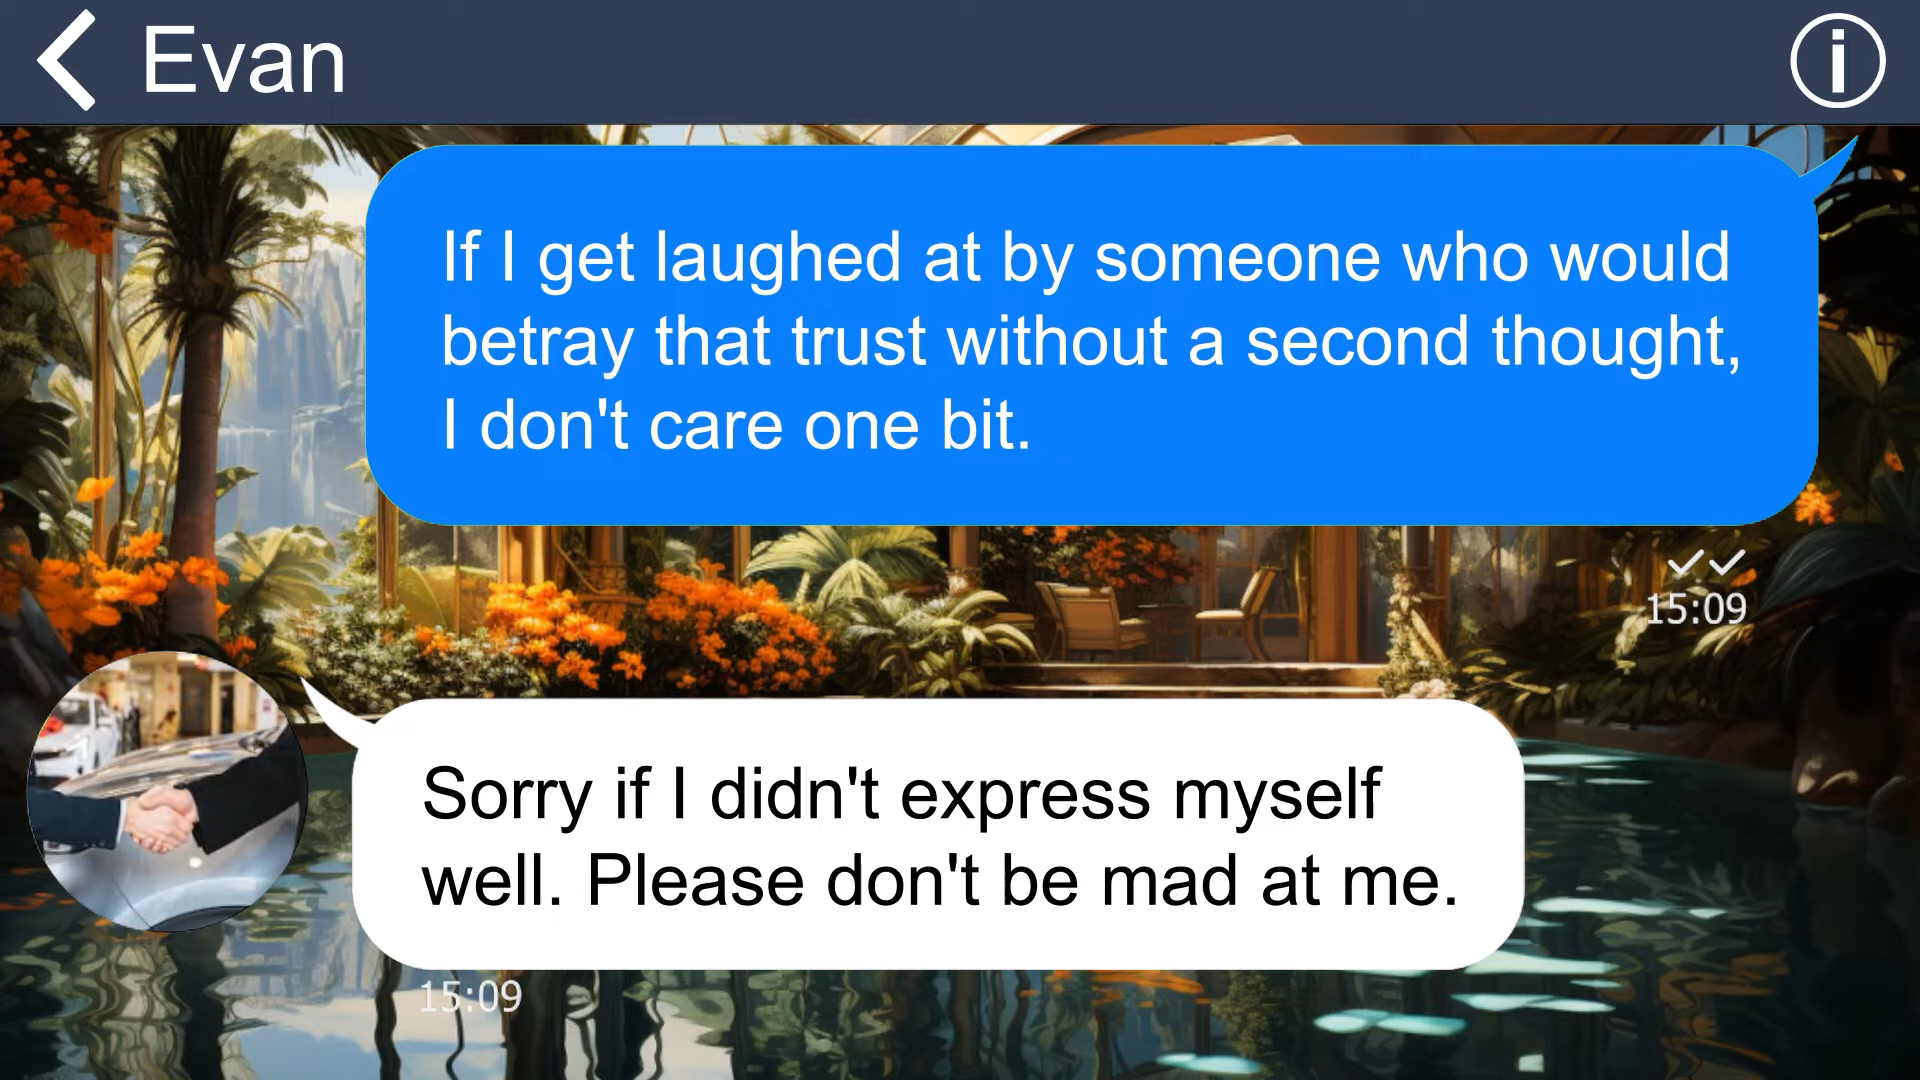 Evan
If I get laughed at by someone who would
betray that trust without a second thought,
I don't care one bit.
15:09
Sorry if I didn't express myself
well. Please don't be mad at me.
15:09